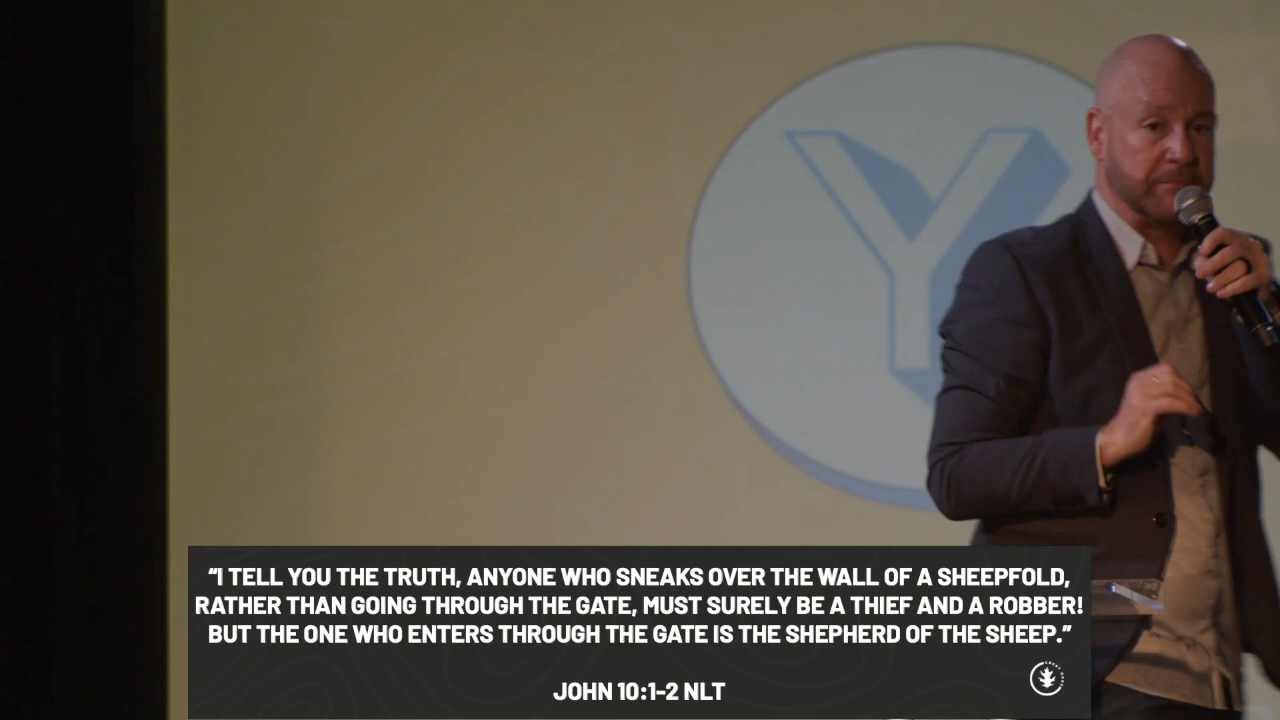 Y
“I TELL YOU THE TRUTH, ANYONE WHO SNEAKS OVER THE WALL OF A SHEEPFOLD,
RATHER THAN GOING THROUGH THE GATE, MUST SURELY BE A THIEF AND A ROBBER!
BUT THE ONE WHO ENTERS THROUGH THE GATE IS THE SHEPHERD OF THE SHEEP.”
JOHN 10:1-2 NLT